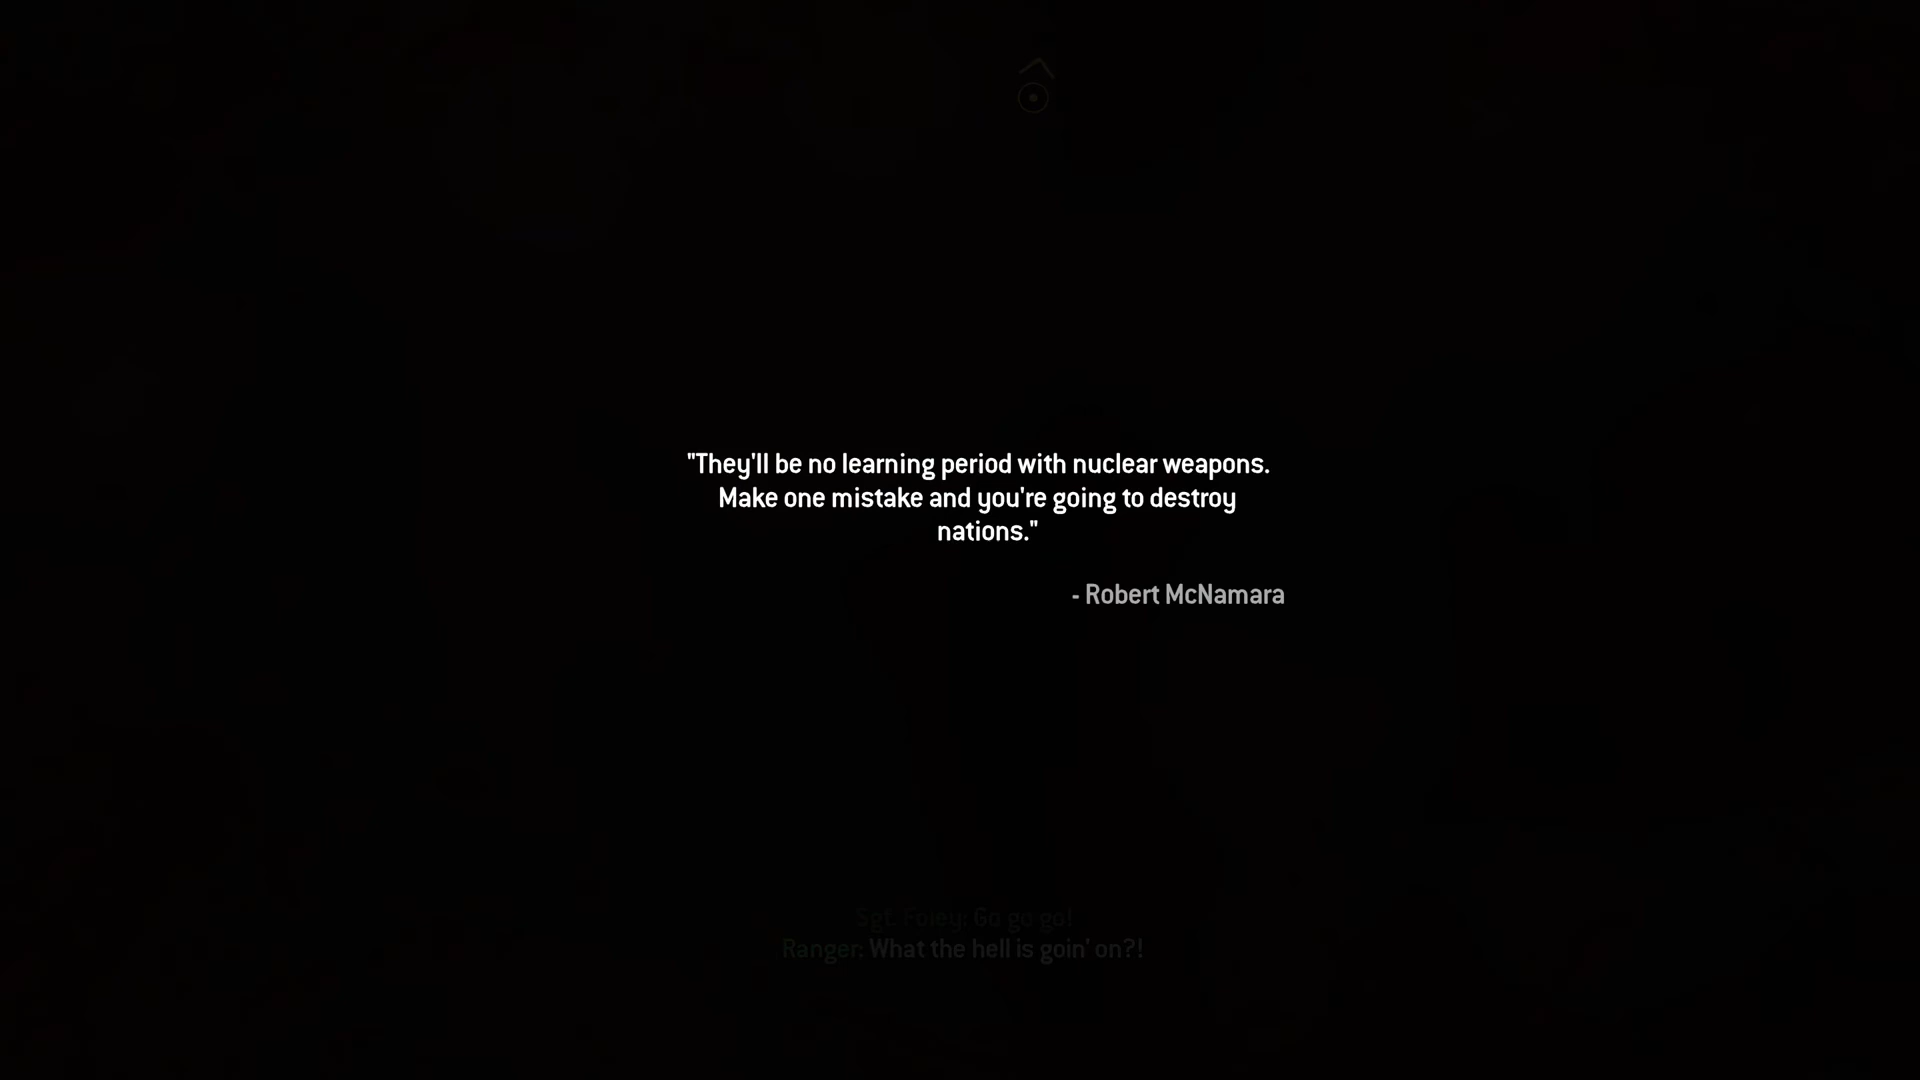 "They'll be no learning period with nuclear weapons.
Make one mistake and you're going to destroy
nations."
- Robert McNamara
Sgt. Foley: Go go go!
Ranger: What the hell is goin' on?!